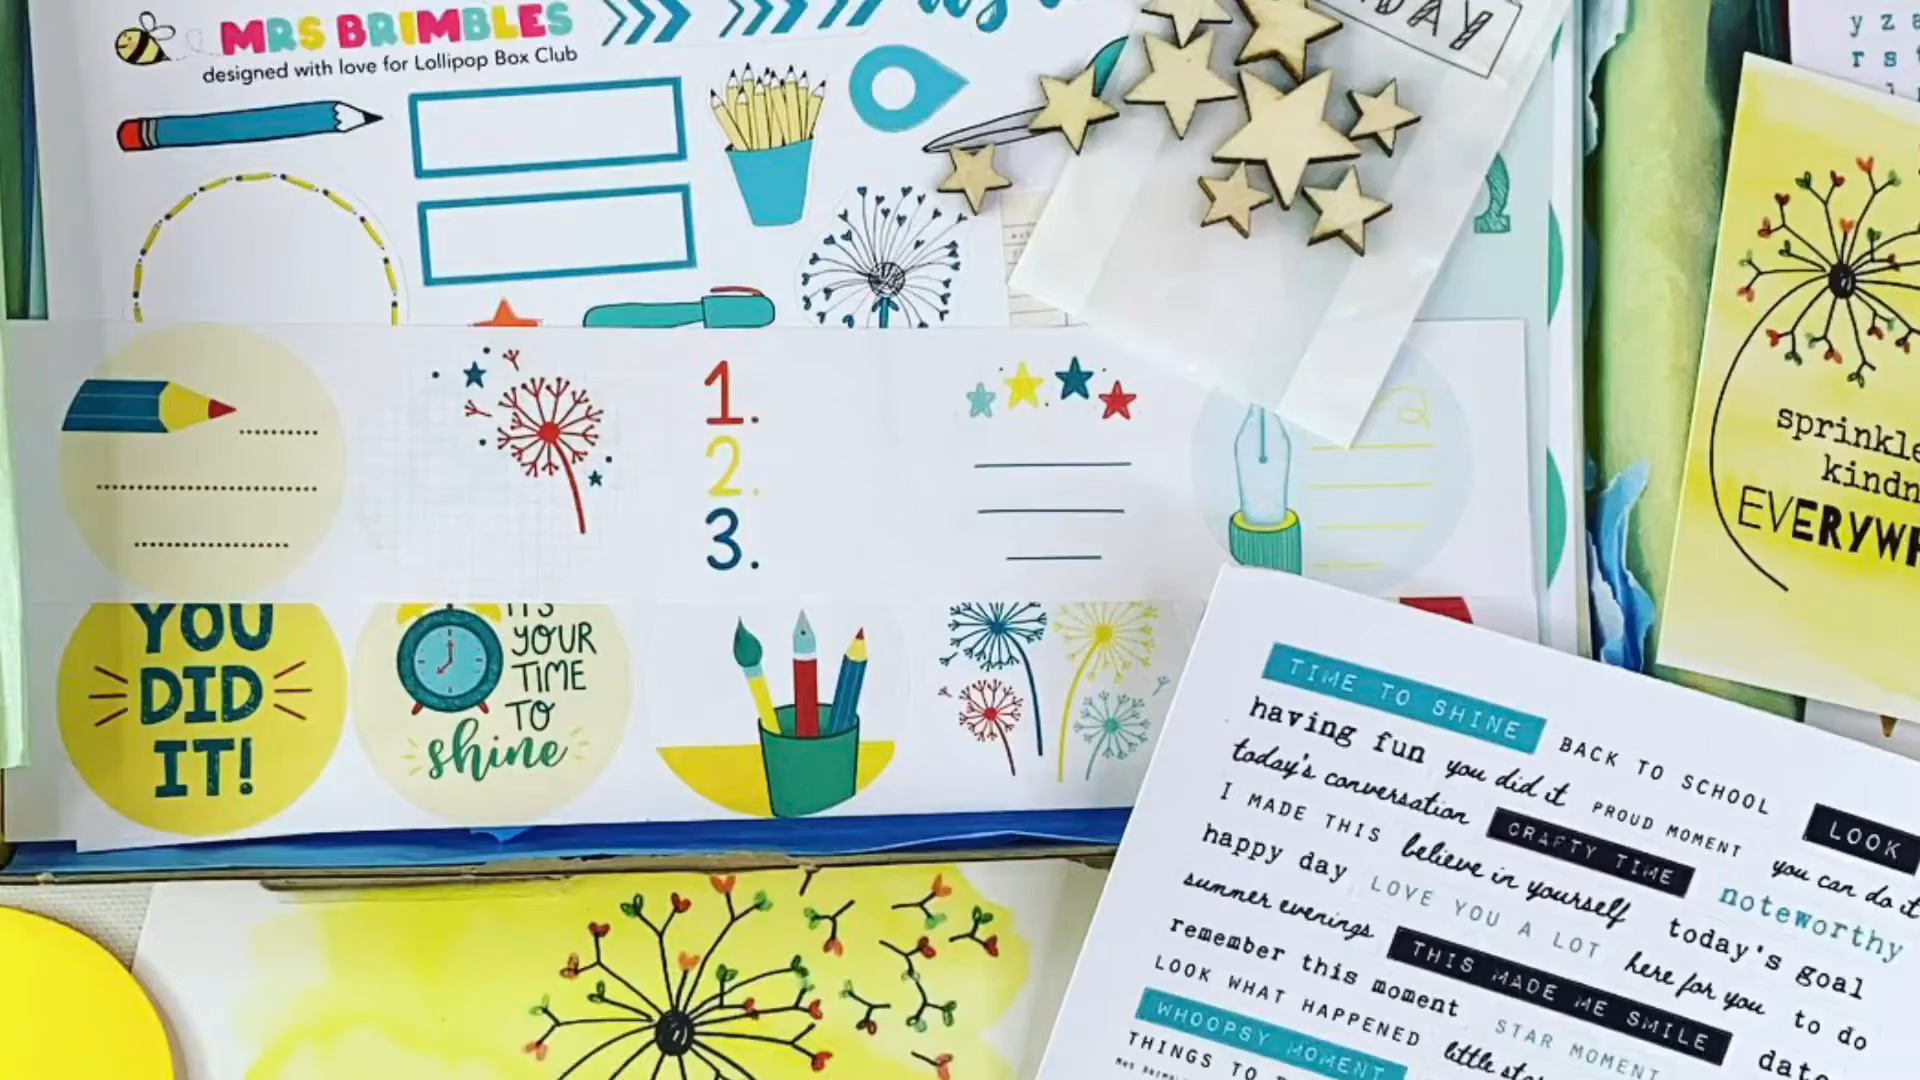 MRS BRIMBLES
designed with love for Lollipop Box Club
1.
2.
3.
YOU
DID
IT!
IT'S
YOUR
TIME
TO
shine
y z a
r s t
sprinkle
EVERYWH
TIME TO SHINE
having fun you did it BACK TO SCHOOL
today's conversation PROUD MOMENT LOOK
I MADE THIS CRAFTY TIME you can do it
happy day believe in yourself noteworthy
summer evenings LOVE YOU A LOT today's goal
remember this moment here for you to do
LOOK WHAT HAPPENED THIS MADE ME SMILE date
WHOOPSY MOMENT STAR MOMENT
THINGS TO little